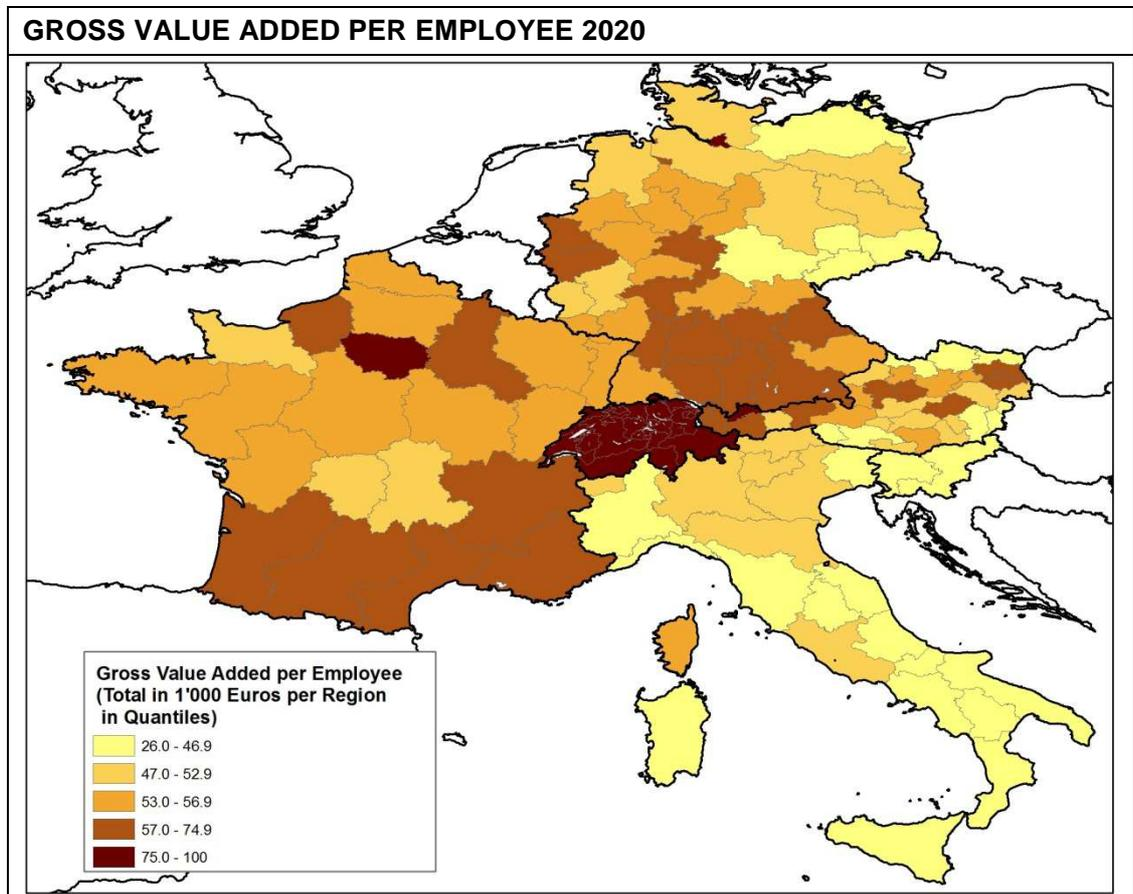 GROSS VALUE ADDED PER EMPLOYEE 2020
Gross Value Added per Employee
(Total in 1'000 Euros per Region
in Quantiles)
26.0 - 46.9
47.0 - 52.9
53.0 - 56.9
57.0 - 74.9
75.0 - 100